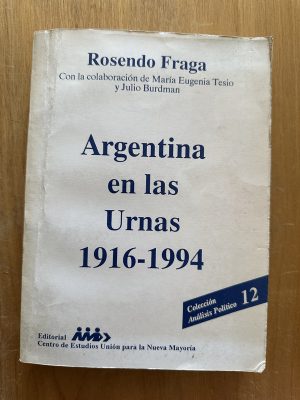 Rosendo Fraga
Con la colaboración de María Eugenia Tesio
y Julio Burdman
Argentina
en las
Urnas
1916-1994
Colección
Análisis Político 12
Editorial
Centro de Estudios Unión para la Nueva Mayoría